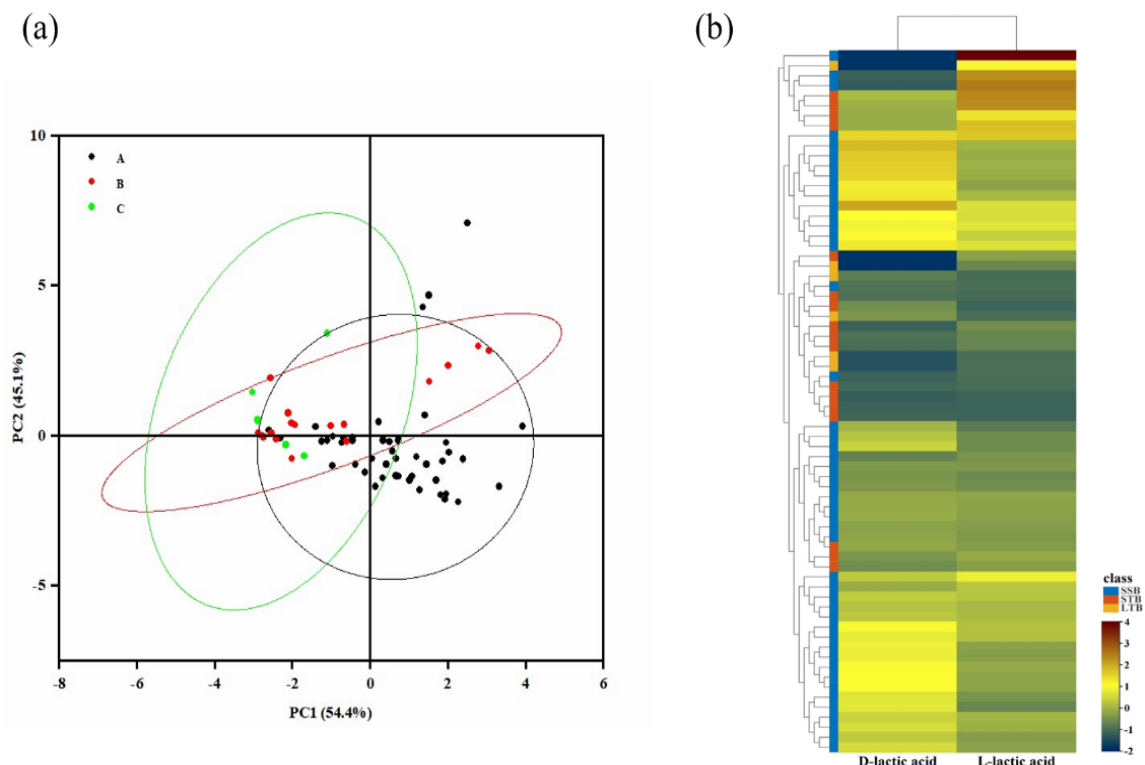 (a)
(b)
10
A
B
C
5
0
-5
PC2 (45.1%)
-8
-6
-4
-2
0
2
4
6
PC1 (54.4%)
class
SSB
STB
LTB
4
3
2
1
0
-1
-2
D-lactic acid
L-lactic acid